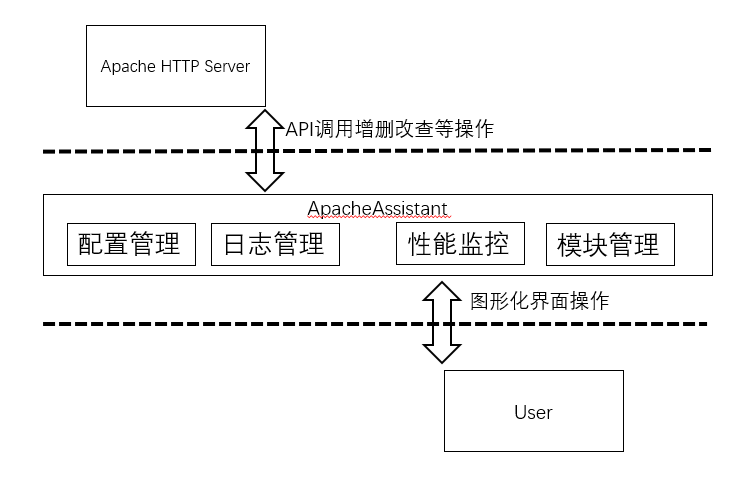 Apache HTTP Server
API调用增删改查等操作
ApacheAssistant
配置管理
日志管理
性能监控
模块管理
图形化界面操作
User